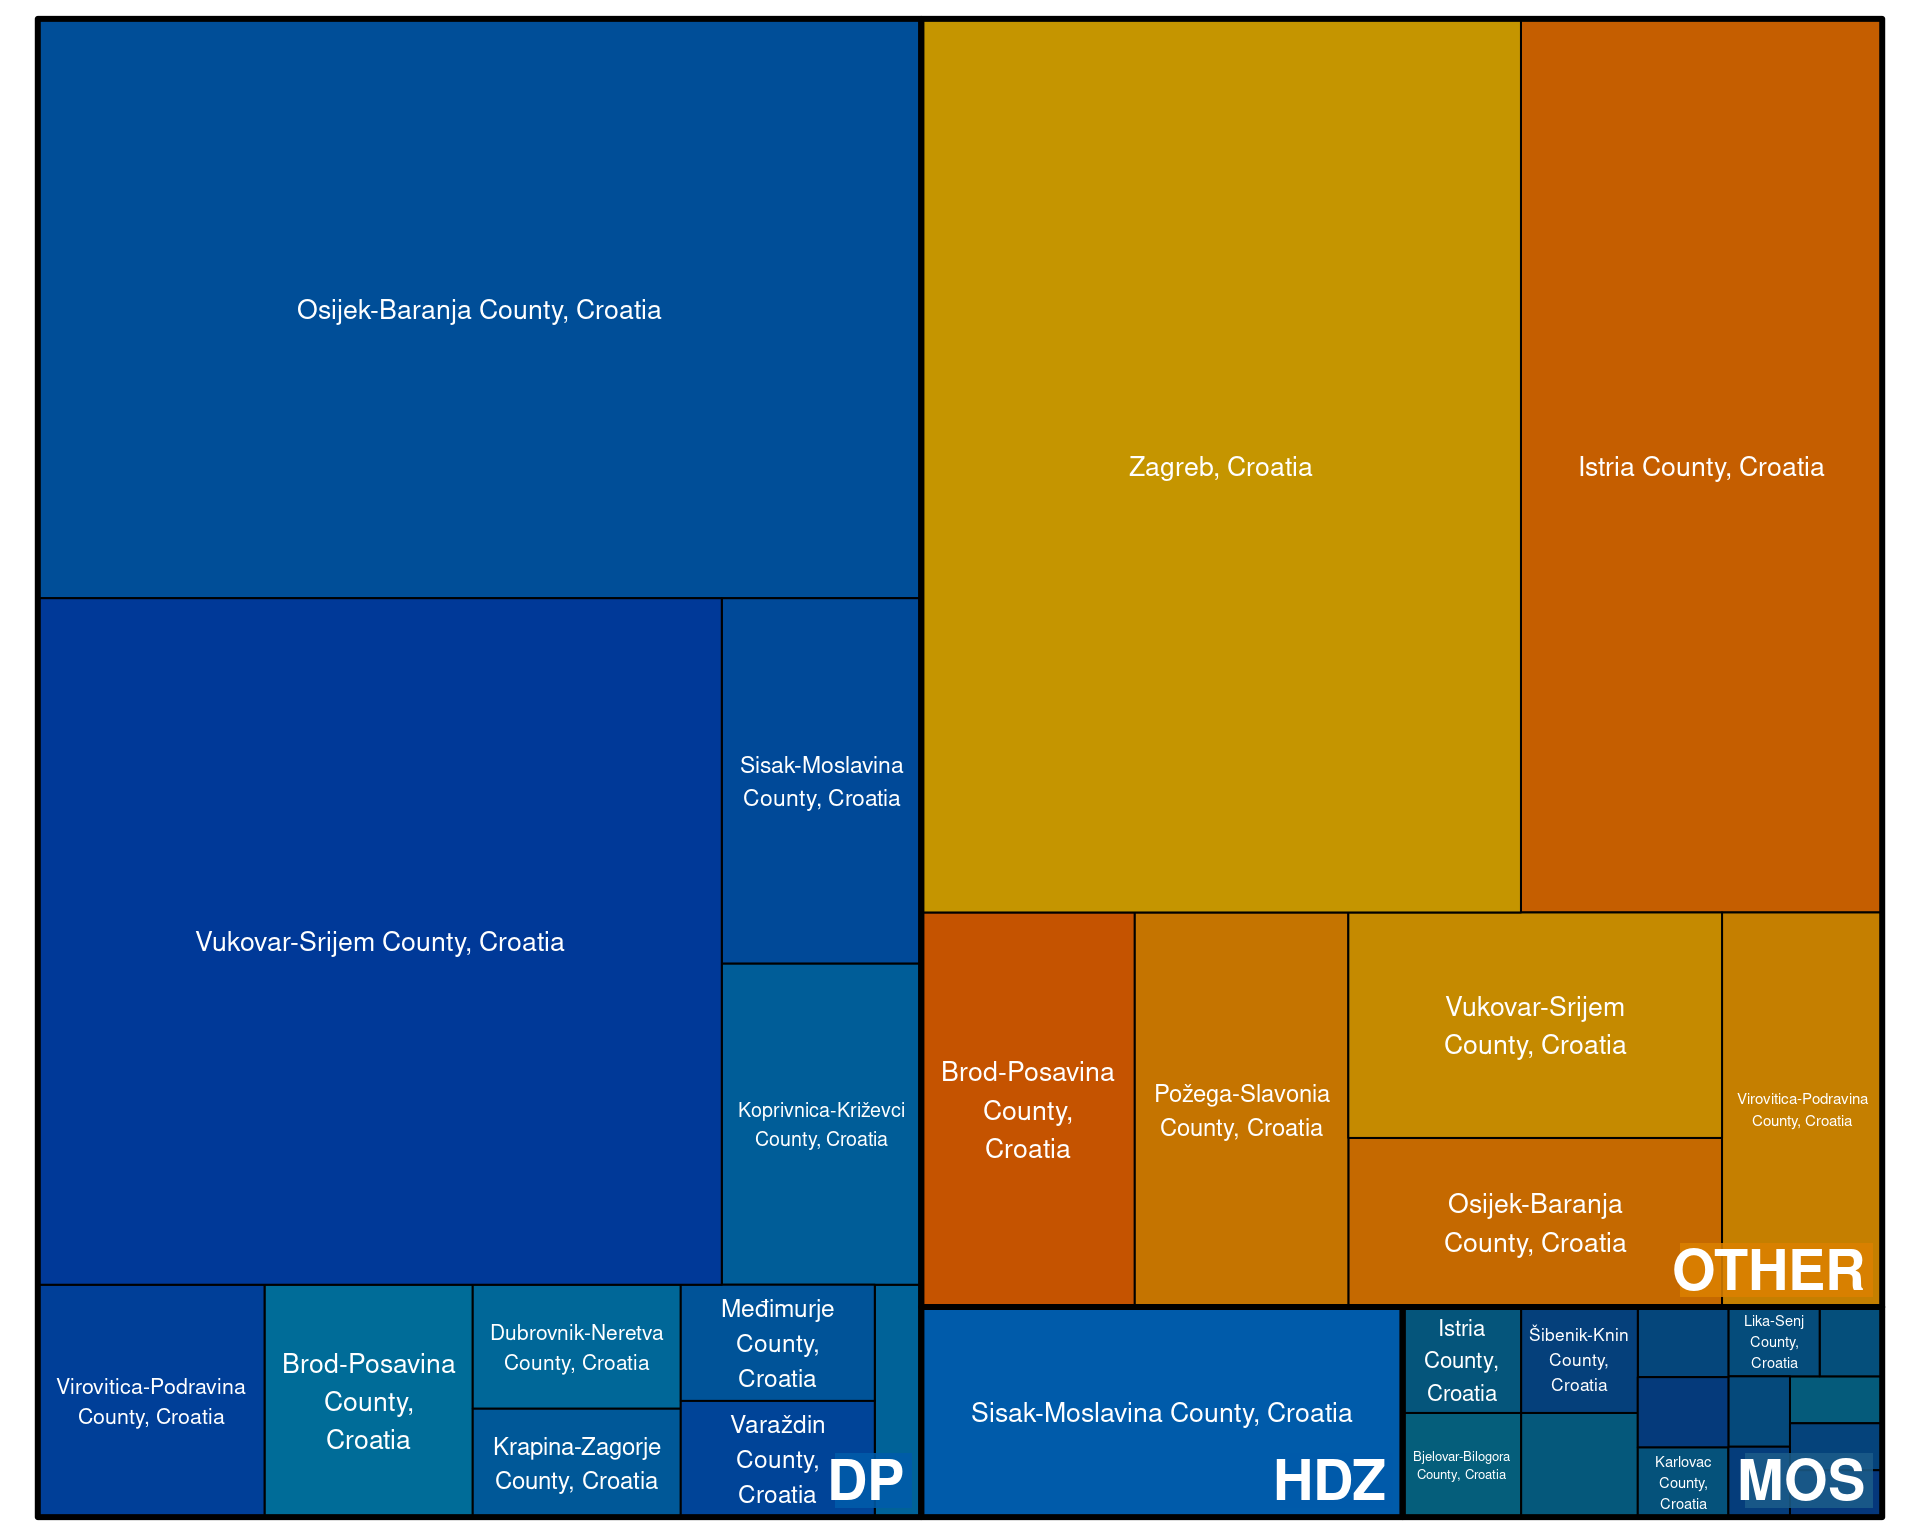 Osijek-Baranja County, Croatia
Vukovar-Srijem County, Croatia
Sisak-Moslavina
County, Croatia
Koprivnica-Križevci
County, Croatia
Virovitica-Podravina
County, Croatia
Brod-Posavina
County,
Croatia
Dubrovnik-Neretva
County, Croatia
Krapina-Zagorje
County, Croatia
Međimurje
County,
Croatia
Varaždin
County,
Croatia
DP
Zagreb, Croatia
Istria County, Croatia
Brod-Posavina
County,
Croatia
Požega-Slavonia
County, Croatia
Vukovar-Srijem
County, Croatia
Osijek-Baranja
County, Croatia
Virovitica-Podravina
County, Croatia
OTHER
Sisak-Moslavina County, Croatia
HDZ
Istria
County,
Croatia
Bjelovar-Bilogora
County, Croatia
Šibenik-Knin
County,
Croatia
Karlovac
County,
Croatia
Lika-Senj
County,
Croatia
MOS